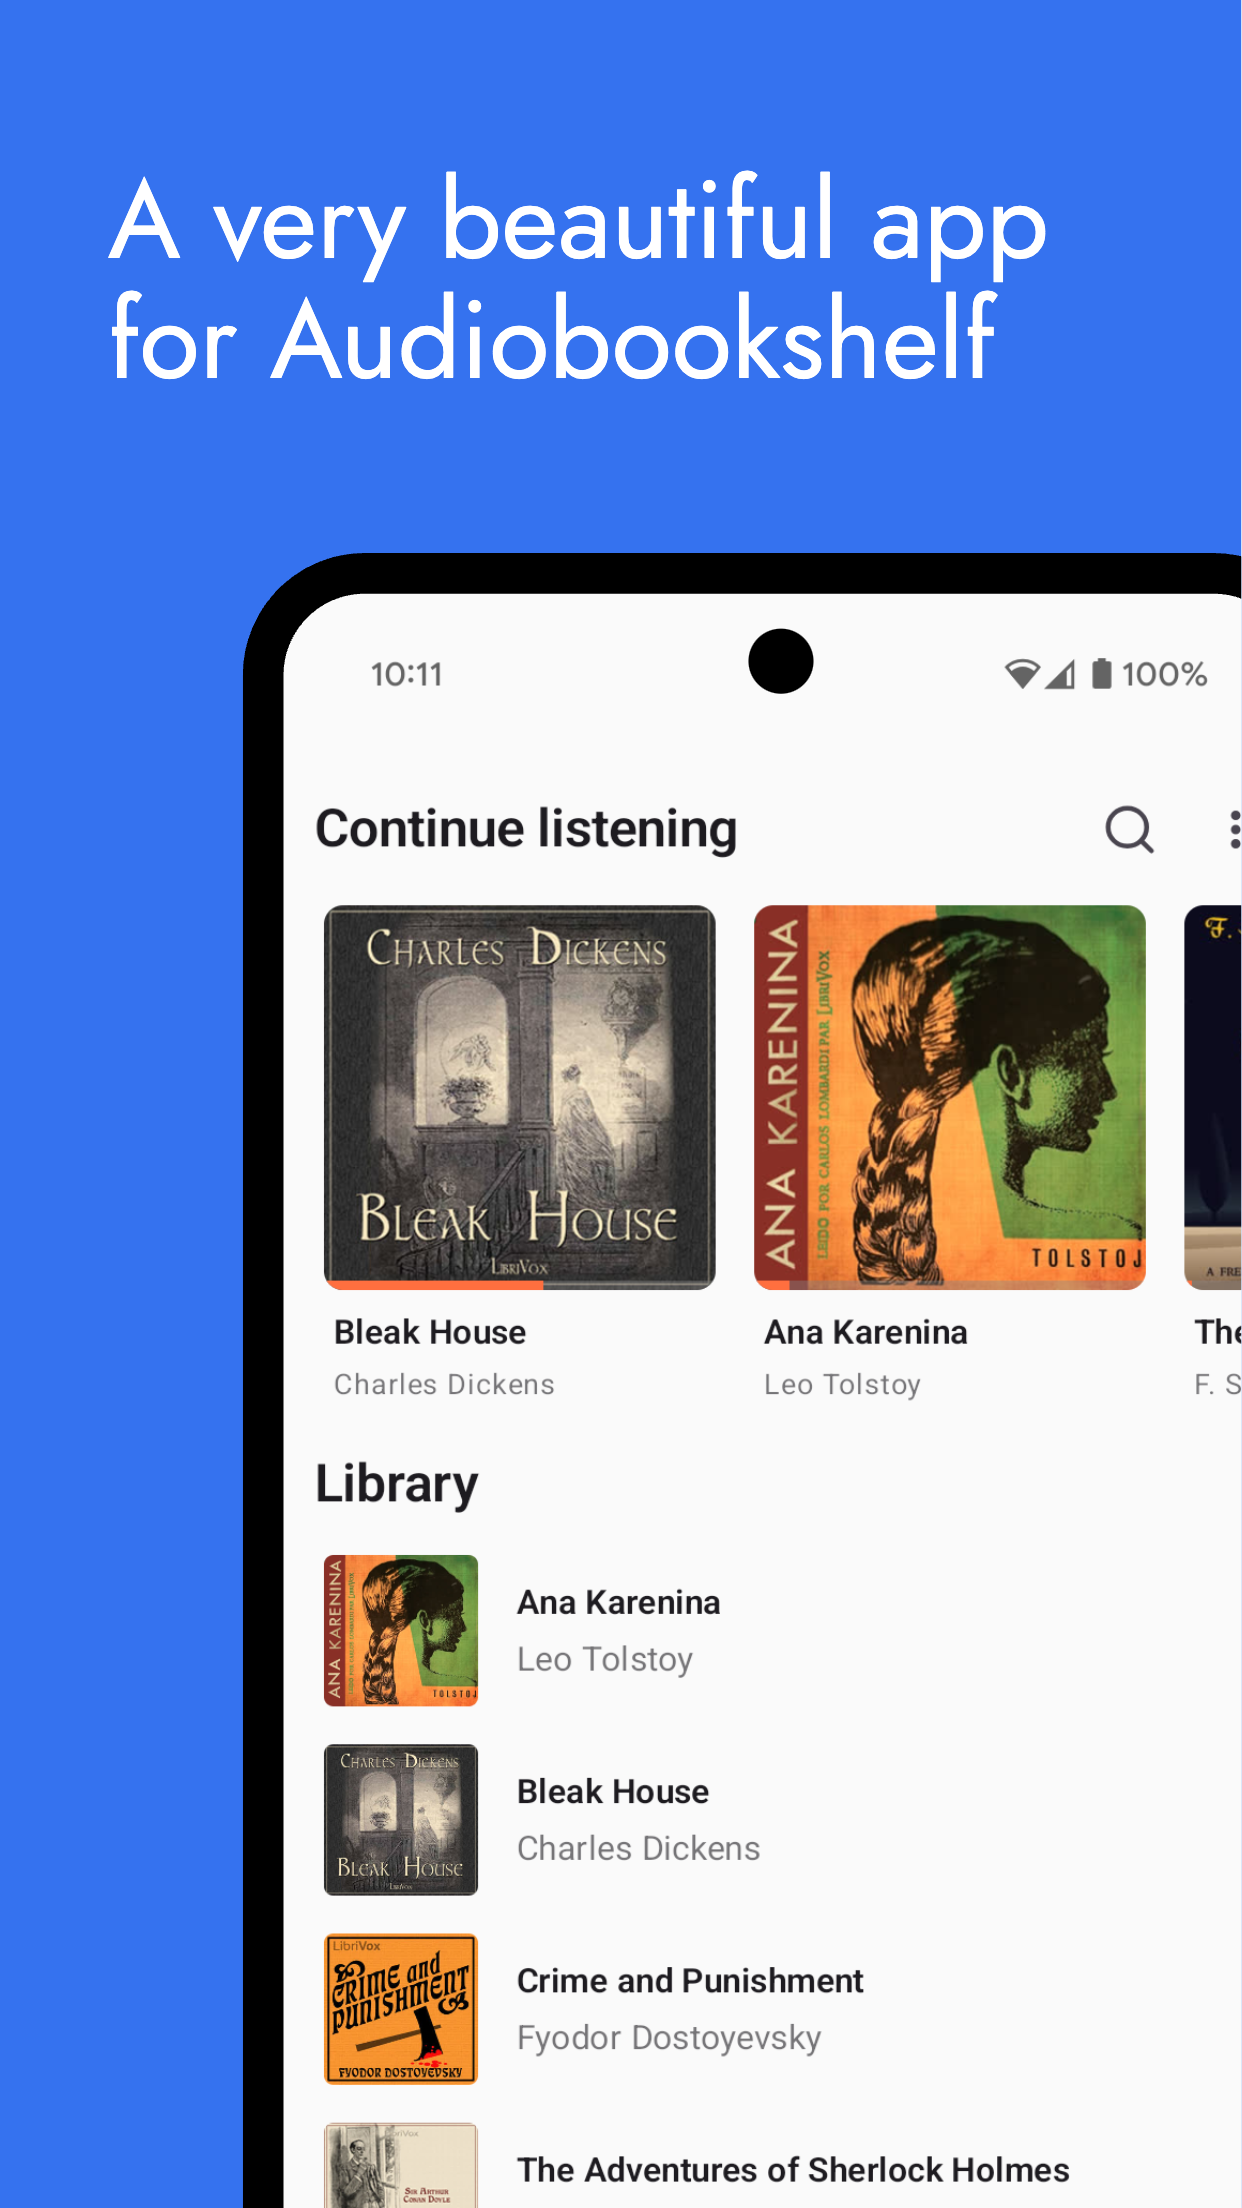 A very beautiful app
for Audiobookshelf
10:11
100%
Continue listening
CHARLES DICKENS
BLEAK HOUSE
LIBRIVOX
ANA KARENINA
LEIDO POR CARLOS LOMBARDI PAR LIBRIVOX
TOLSTOJ
F.
A FRE
Bleak House
Charles Dickens
Ana Karenina
Leo Tolstoy
The
F. S
Library
ANA KARENINA
TOLSTOJ
Ana Karenina
Leo Tolstoy
CHARLES DICKENS
BLEAK HOUSE
LibriVox
Bleak House
Charles Dickens
LibriVox
CRIME and
PUNISHMENT
FYODOR DOSTOYEVSKY
Crime and Punishment
Fyodor Dostoyevsky
SIR ARTHUR
CONAN DOYLE
The Adventures of Sherlock Holmes